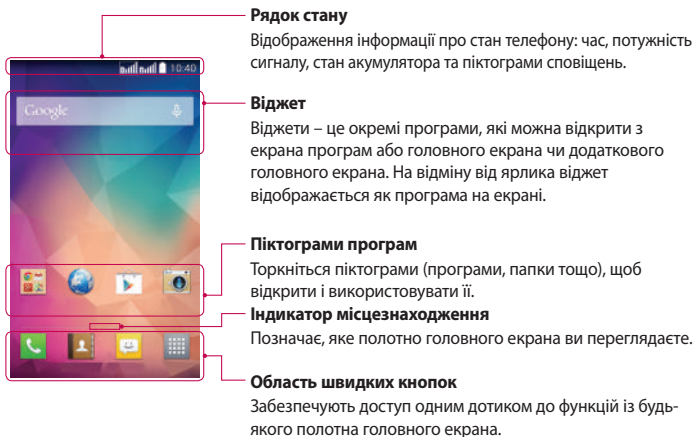 Рядок стану
Відображення інформації про стан телефону: час, потужність
сигналу, стан акумулятора та піктограми сповіщень.
10:40
Google
Віджет
Віджети – це окремі програми, які можна відкрити з
екрана програм або головного екрана чи додаткового
головного екрана. На відміну від ярлика віджет
відображається як програма на екрані.
Піктограми програм
Торкніться піктограми (програми, папки тощо), щоб
відкрити і використовувати її.
Індикатор місцезнаходження
Позначає, яке полотно головного екрана ви переглядаєте.
Область швидких кнопок
Забезпечують доступ одним дотиком до функцій із будь-
якого полотна головного екрана.